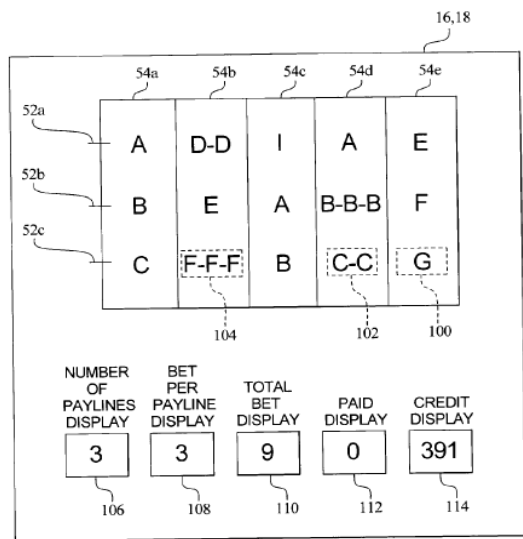 16,18
54a 54b 54c 54d 54e
52a
A D-D I A E
52b
B E A B-B-B F
52c
C F-F-F B C-C G
104 102 100
NUMBER OF PAYLINES DISPLAY
BET PER PAYLINE DISPLAY
TOTAL BET DISPLAY
PAID DISPLAY
CREDIT DISPLAY
3 3 9 0 391
106 108 110 112 114